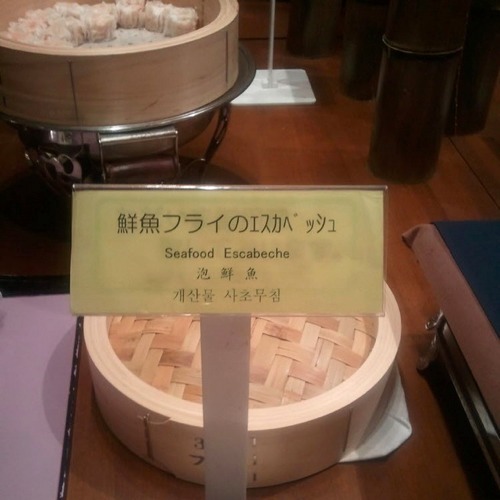 鮮魚フライのｴｽｶﾍﾞｯｼｭ
Seafood Escabeche
泡 鮮 魚
개산물 사초무침